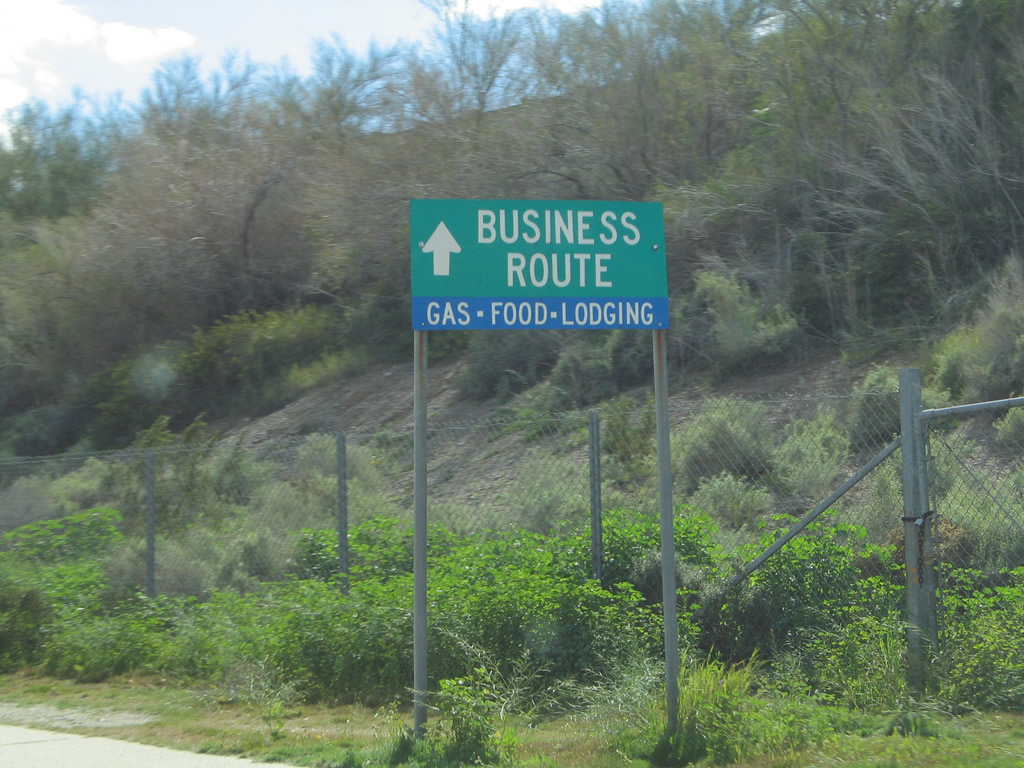 BUSINESS
ROUTE
GAS - FOOD - LODGING